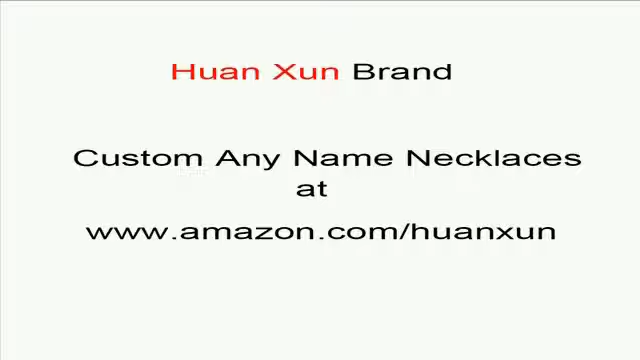 Huan Xun Brand
Custom Any Name Necklaces
at
www.amazon.com/huanxun